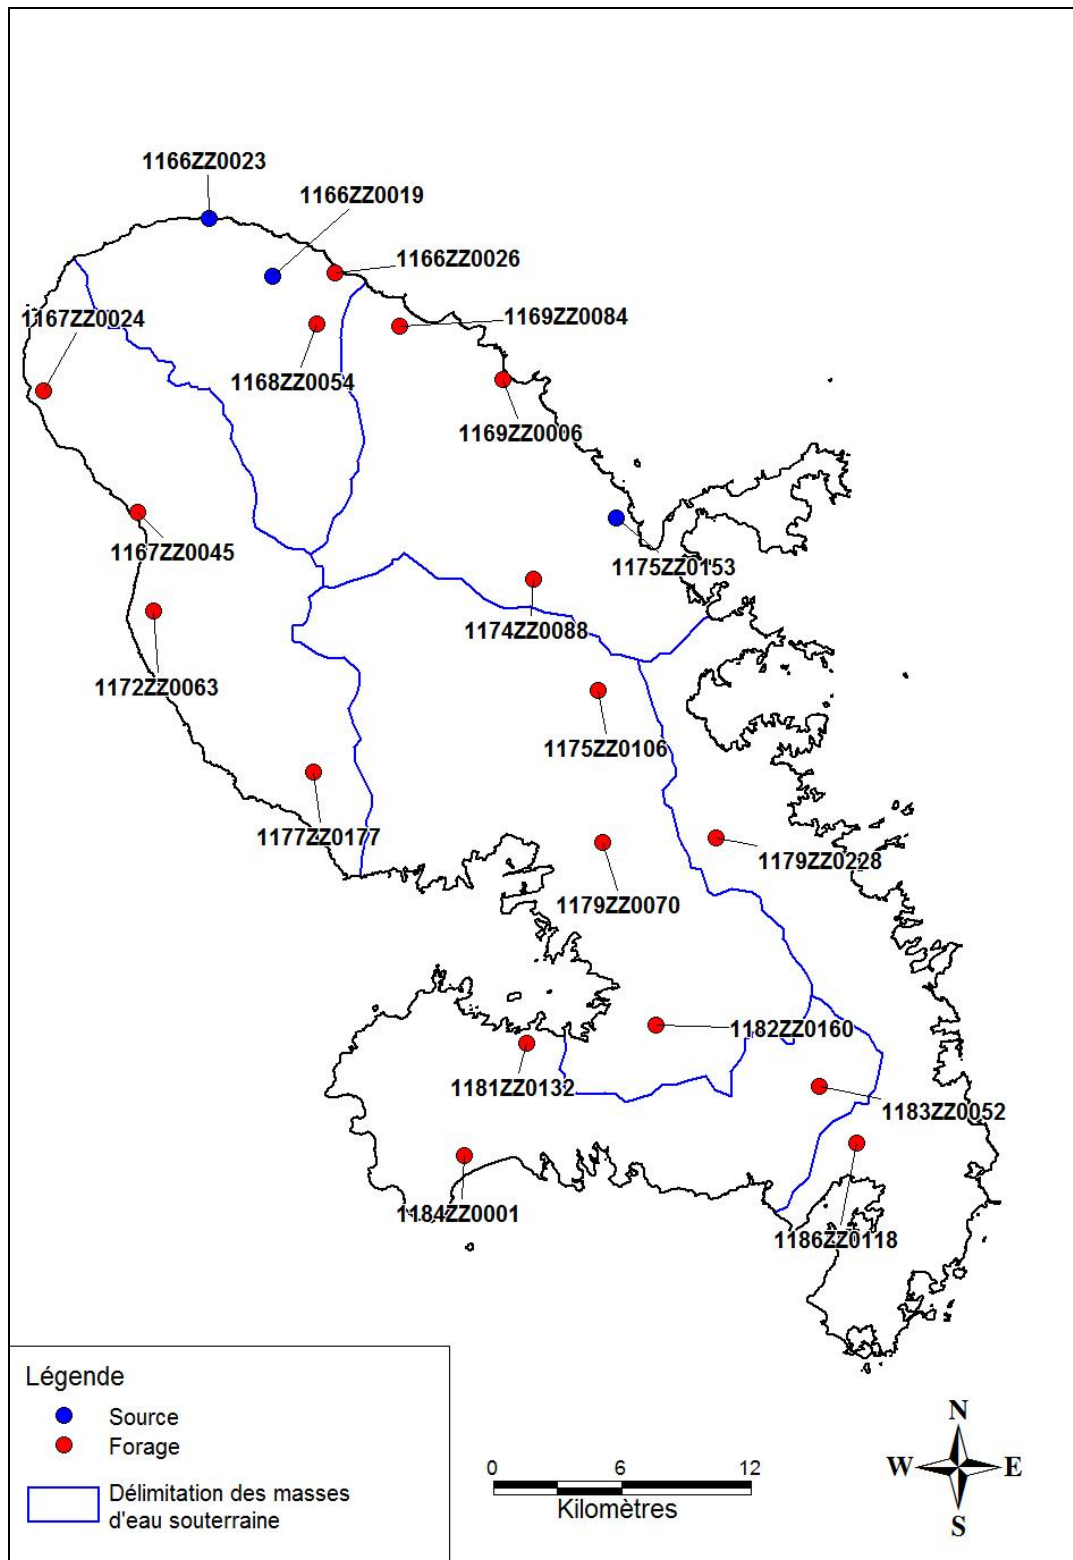 1166ZZ0023
1166ZZ0019
1166ZZ0026
1167ZZ0024
1169ZZ0084
1168ZZ0054
1169ZZ0006
1167ZZ0045
1175ZZ0153
1174ZZ0088
1172ZZ0063
1175ZZ0106
1177ZZ0177
1179ZZ0228
1179ZZ0070
1182ZZ0160
1181ZZ0132
1183ZZ0052
1184ZZ0001
1186ZZ0118
Légende
Source
Forage
Délimitation des masses
d'eau souterraine
0 6 12
Kilomètres
N
W E
S